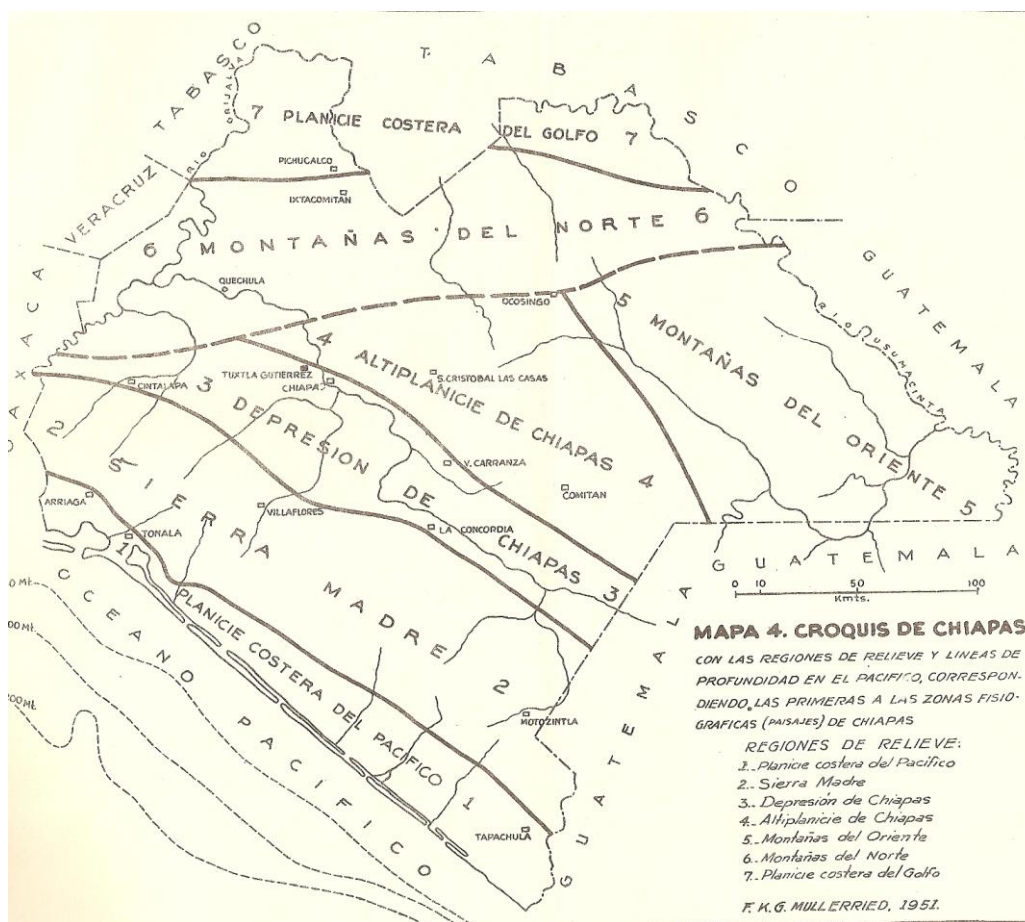 TABASCO
TABASCO
VERACRUZ
OAXACA
RIO GRIJALVA
7 PLANICIE COSTERA DEL GOLFO 7
PICHUCALCO
IXTACOMITÁN
6 MONTAÑAS DEL NORTE 6
QUECHULA
OCOSINGO
GUATEMALA
RIO USUMACINTA
5 MONTAÑAS DEL ORIENTE 5
4 ALTIPLANICIE DE CHIAPAS 4
TUXTLA GUTIERREZ
CHIAPA
S. CRISTOBAL LAS CASAS
CINTALAPA
3 DEPRESION DE CHIAPAS 3
V. CARRANZA
COMITÁN
2 SIERRA MADRE 2
ARRIAGA
VILLAFLORES
LA CONCORDIA
TONALA
1 PLANICIE COSTERA DEL PACIFICO 1
MOTOZINTLA
TAPACHULA
OCEANO PACÍFICO
GUATEMALA
GUATEMALA
0 10 50 100
Kmts.
MAPA 4. CROQUIS DE CHIAPAS
CON LAS REGIONES DE RELIEVE Y LINEAS DE
PROFUNDIDAD EN EL PACIFICO, CORRESPON-
DIENDO LAS PRIMERAS A LAS ZONAS FISIO-
GRAFICAS (PAISAJES) DE CHIAPAS
REGIONES DE RELIEVE:
1.. Planicie costera del Pacífico
2.. Sierra Madre
3.. Depresión de Chiapas
4.. Altiplanicie de Chiapas
5.. Montañas del Oriente
6.. Montañas del Norte
7.. Planicie costera del Golfo
F. K. G. MULLERRIED, 1951.